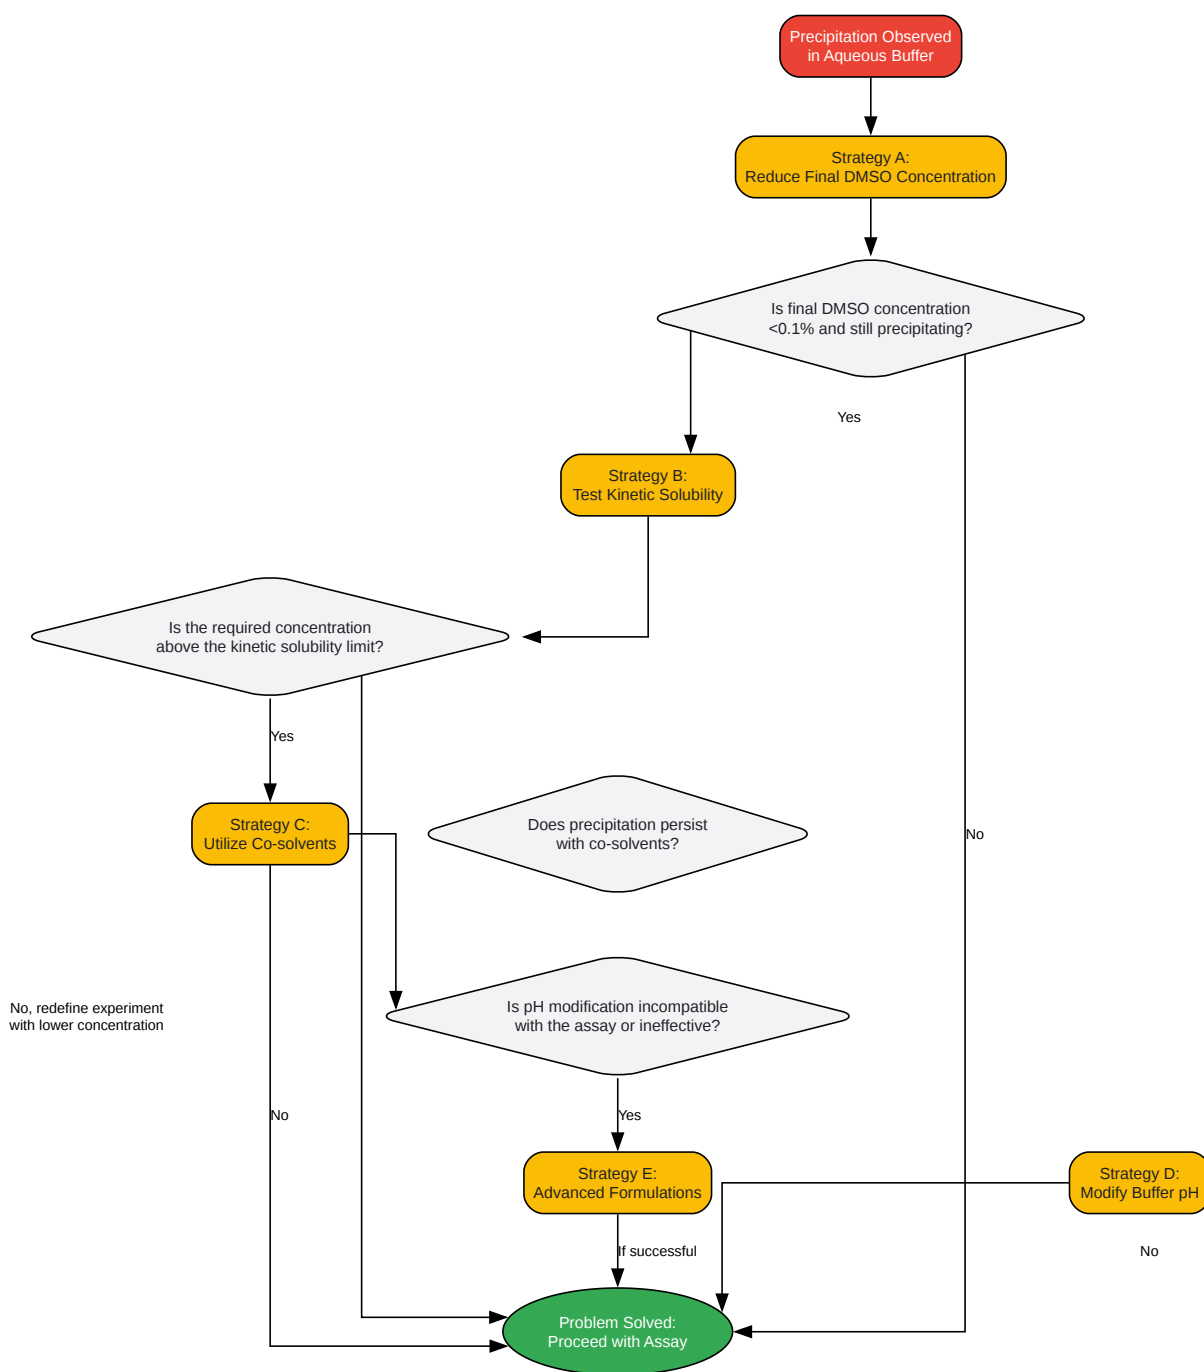 Precipitation Observed
in Aqueous Buffer
Strategy A:
Reduce Final DMSO Concentration
Is final DMSO concentration
<0.1% and still precipitating?
Yes
Strategy B:
Test Kinetic Solubility
Is the required concentration
above the kinetic solubility limit?
Yes
Strategy C:
Utilize Co-solvents
Does precipitation persist
with co-solvents?
No
No, redefine experiment
with lower concentration
Is pH modification incompatible
with the assay or ineffective?
No
Yes
Strategy E:
Advanced Formulations
Strategy D:
Modify Buffer pH
If successful
No
Problem Solved:
Proceed with Assay